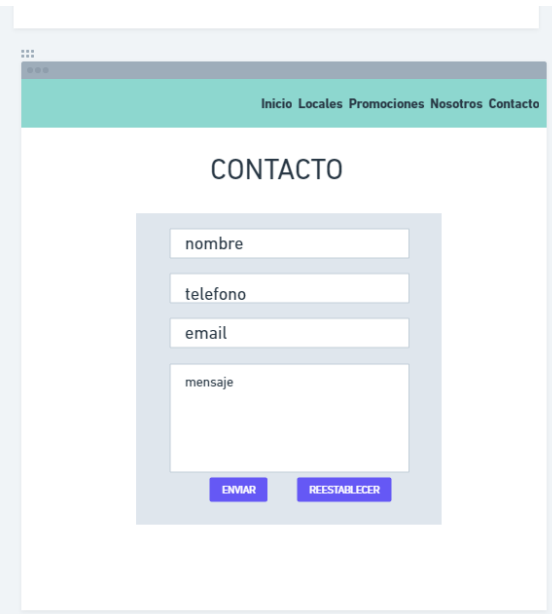 Inicio Locales Promociones Nosotros Contacto
CONTACTO
nombre
telefono
email
mensaje
ENVIAR REESTABLECER